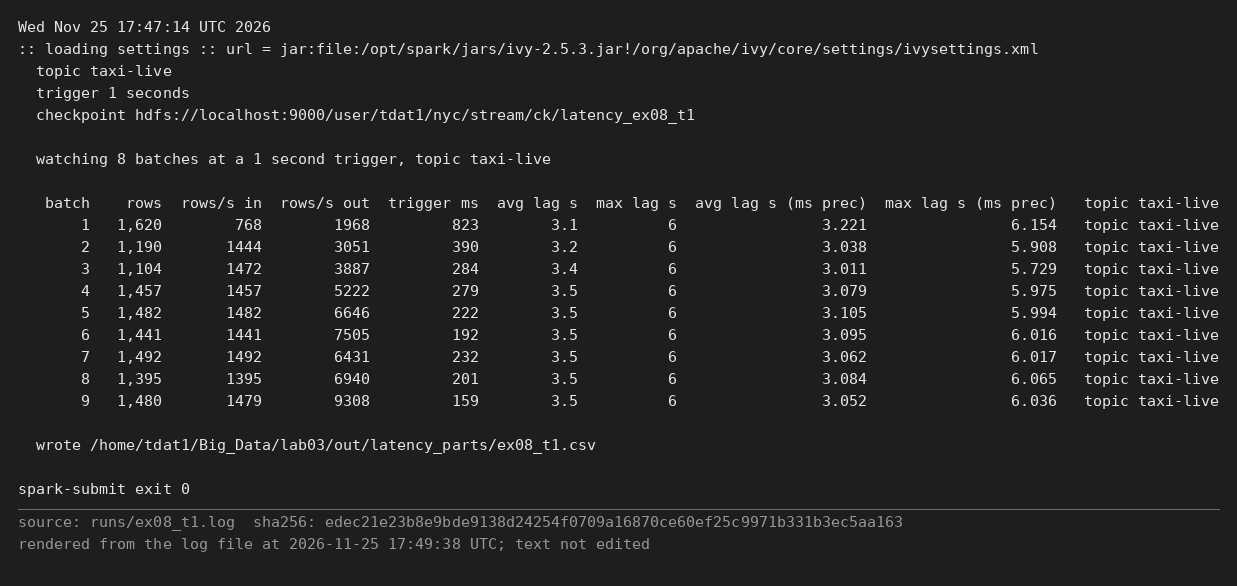 Wed Nov 25 17:47:14 UTC 2026
:: loading settings :: url = jar:file:/opt/spark/jars/ivy-2.5.3.jar!/org/apache/ivy/core/settings/ivysettings.xml
  topic taxi-live
  trigger 1 seconds
  checkpoint hdfs://localhost:9000/user/tdat1/nyc/stream/ck/latency_ex08_t1

  watching 8 batches at a 1 second trigger, topic taxi-live

   batch    rows  rows/s in  rows/s out  trigger ms  avg lag s  max lag s  avg lag s (ms prec)  max lag s (ms prec)   topic taxi-live
       1   1,620        768        1968         823        3.1          6                3.221                6.154   topic taxi-live
       2   1,190       1444        3051         390        3.2          6                3.038                5.908   topic taxi-live
       3   1,104       1472        3887         284        3.4          6                3.011                5.729   topic taxi-live
       4   1,457       1457        5222         279        3.5          6                3.079                5.975   topic taxi-live
       5   1,482       1482        6646         222        3.5          6                3.105                5.994   topic taxi-live
       6   1,441       1441        7505         192        3.5          6                3.095                6.016   topic taxi-live
       7   1,492       1492        6431         232        3.5          6                3.062                6.017   topic taxi-live
       8   1,395       1395        6940         201        3.5          6                3.084                6.065   topic taxi-live
       9   1,480       1479        9308         159        3.5          6                3.052                6.036   topic taxi-live

  wrote /home/tdat1/Big_Data/lab03/out/latency_parts/ex08_t1.csv

spark-submit exit 0
source: runs/ex08_t1.log  sha256: edec21e23b8e9bde9138d24254f0709a16870ce60ef25c9971b331b3ec5aa163
rendered from the log file at 2026-11-25 17:49:38 UTC; text not edited